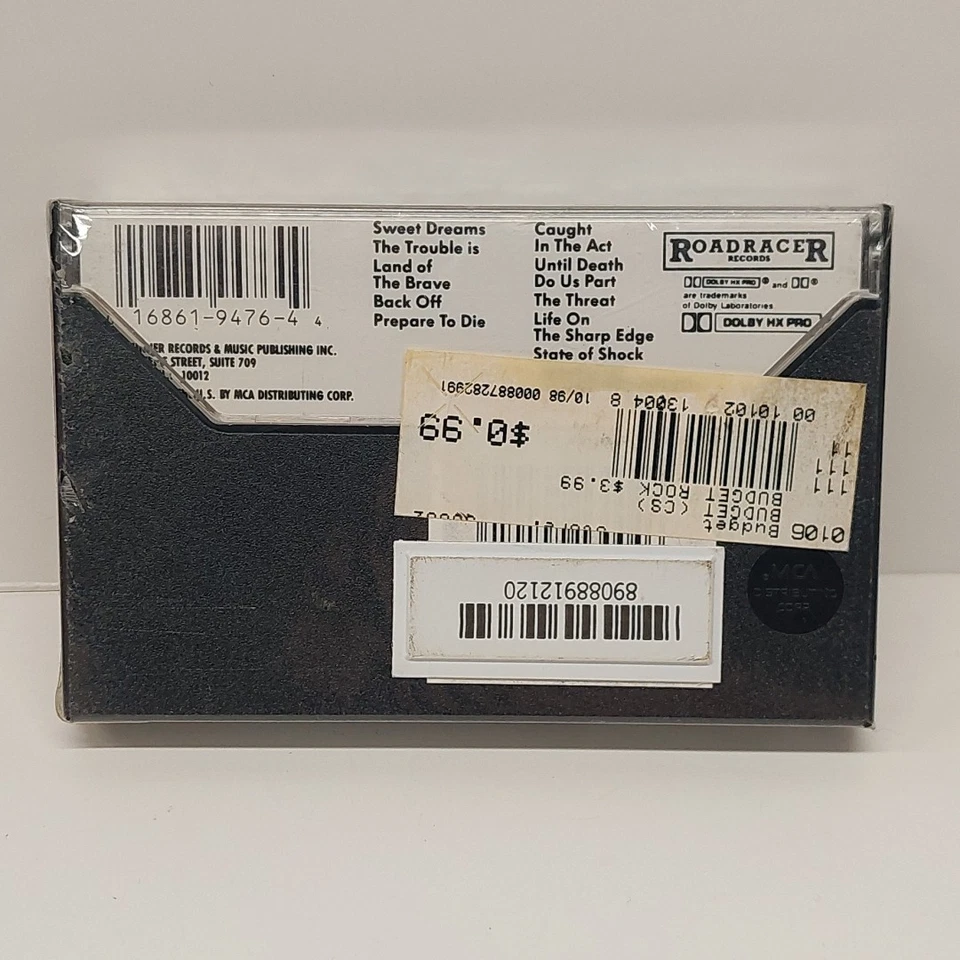 16861-9476-4 4
RECORDS & MUSIC PUBLISHING INC.
STREET, SUITE 709
10012
U.S. BY MCA DISTRIBUTING CORP.
Sweet Dreams
The Trouble is
Land of
The Brave
Back Off
Prepare To Die
Caught
In The Act
Until Death
Do Us Part
The Threat
Life On
The Sharp Edge
State of Shock
ROADRACER
RECORDS
DOLBY HX PRO ® and ®
are trademarks
of Dolby Laboratories
DOLBY HX PRO
0106 Budget (CS)
BUDGET
BUDGET ROCK $3.99
111
111
11
$0.99
00 10102 13004 8
10/98 000887282991
890888912120
MCA
DISTRIBUTING
CORP